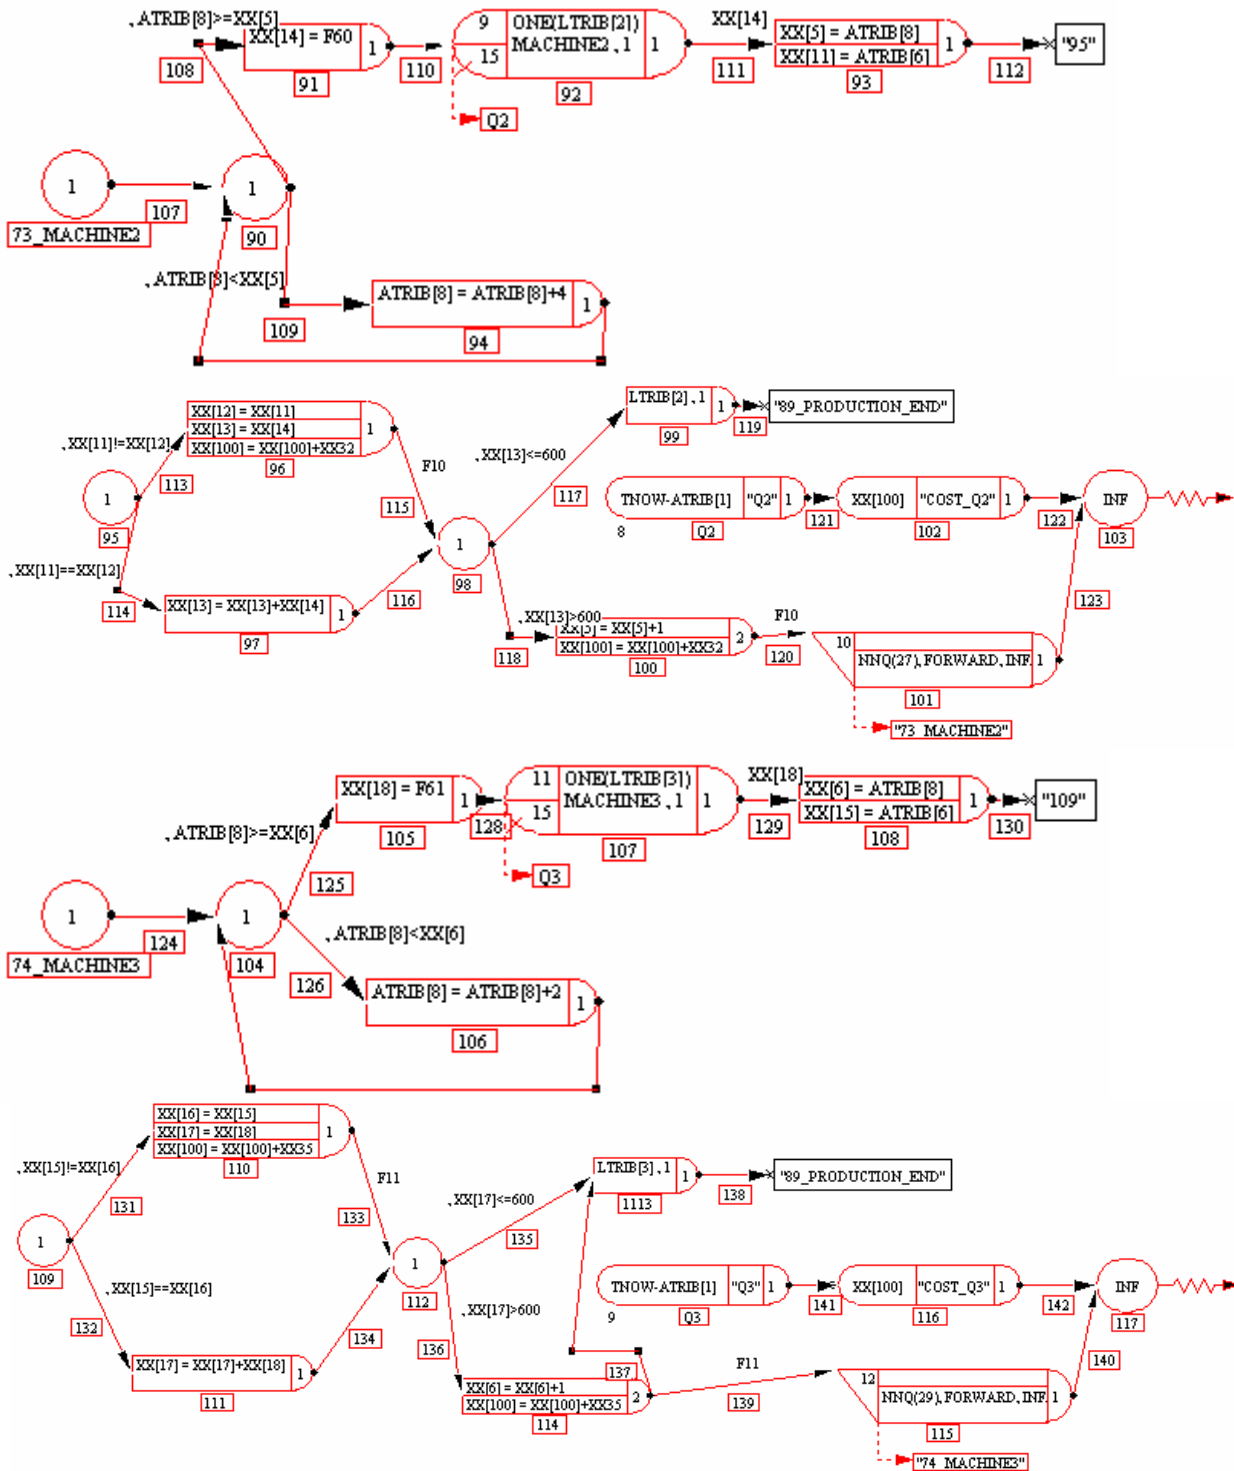 ,ATRIB[8]>=XX[5]
XX[14] = F60
1
108
91
110
9
15
ONE(LTRIB[2])
MACHINE2,1
1
92
Q2
XX[14]
111
XX[5] = ATRIB[8]
XX[11] = ATRIB[6]
1
93
112
"95"
1
73_MACHINE2
107
1
90
,ATRIB[8]<XX[5]
109
ATRIB[8] = ATRIB[8]+4
1
94
,XX[11]!=XX[12]
113
XX[12] = XX[11]
XX[13] = XX[14]
XX[100] = XX[100]+XX32
1
96
1
95
,XX[11]==XX[12]
114
XX[13] = XX[13]+XX[14]
1
97
F10
115
116
1
98
,XX[13]<=600
117
LTRIB[2],1
1
99
119
"89_PRODUCTION_END"
TNOW-ATRIB[1]
"Q2"
1
8
Q2
121
XX[100]
"COST_Q2"
1
102
122
INF
103
,XX[13]>600
118
XX[5] = XX[5]+1
XX[100] = XX[100]+XX32
2
100
F10
120
10
NNQ(27),FORWARD,INF,
1
101
"73_MACHINE2"
123
,ATRIB[8]>=XX[6]
125
XX[18] = F61
1
105
128
11
15
ONE(LTRIB[3])
MACHINE3,1
1
107
Q3
XX[18]
129
XX[6] = ATRIB[8]
XX[15] = ATRIB[6]
1
108
130
"109"
1
74_MACHINE3
124
1
104
,ATRIB[8]<XX[6]
126
ATRIB[8] = ATRIB[8]+2
1
106
,XX[15]!=XX[16]
131
XX[16] = XX[15]
XX[17] = XX[18]
XX[100] = XX[100]+XX35
1
110
1
109
,XX[15]==XX[16]
132
XX[17] = XX[17]+XX[18]
1
111
F11
133
134
1
112
,XX[17]<=600
135
LTRIB[3],1
1
1113
138
"89_PRODUCTION_END"
TNOW-ATRIB[1]
"Q3"
1
9
Q3
141
XX[100]
"COST_Q3"
1
116
142
INF
117
,XX[17]>600
136
137
XX[6] = XX[6]+1
XX[100] = XX[100]+XX35
2
114
F11
139
12
NNQ(29),FORWARD,INF,
1
115
"74_MACHINE3"
140